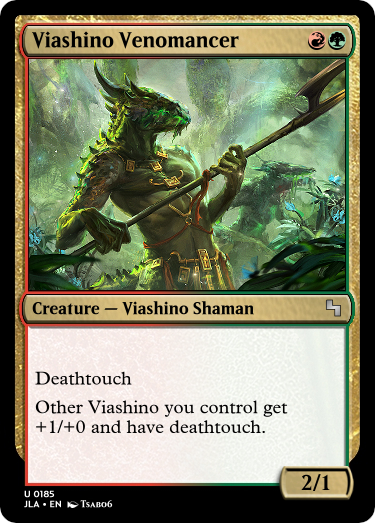 Viashino Venomancer
Creature — Viashino Shaman
Deathtouch
Other Viashino you control get
+1/+0 and have deathtouch.
2/1
U 0185
JLA • EN Tsabo6